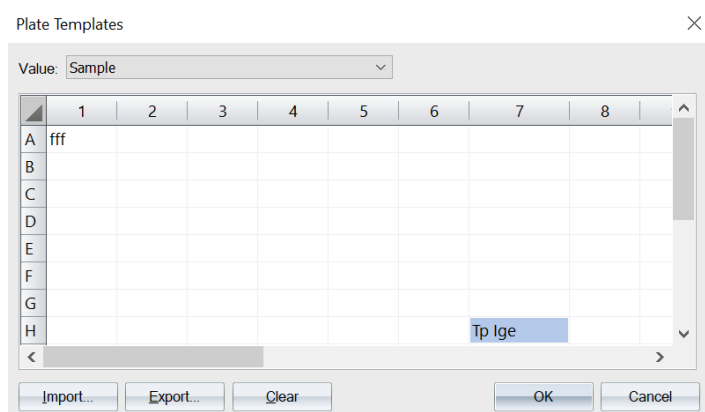 Plate Templates
Value: Sample
1 2 3 4 5 6 7 8
A fff
B
C
D
E
F
G
H Tp Ige
Import... Export... Clear OK Cancel